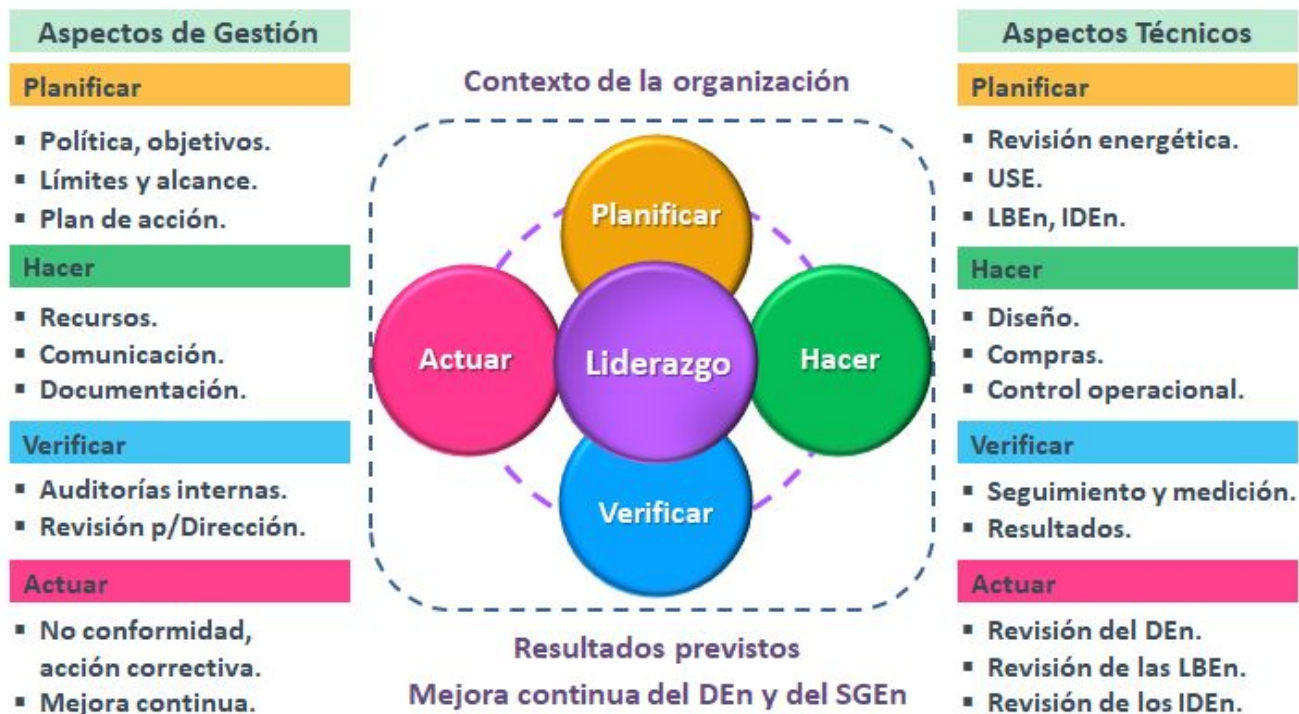 Aspectos de Gestión
Planificar
▪ Política, objetivos.
▪ Límites y alcance.
▪ Plan de acción.
Hacer
▪ Recursos.
▪ Comunicación.
▪ Documentación.
Verificar
▪ Auditorías internas.
▪ Revisión p/Dirección.
Actuar
▪ No conformidad,
acción correctiva.
▪ Mejora continua.
Contexto de la organización
Planificar
Actuar
Liderazgo
Hacer
Verificar
Resultados previstos
Mejora continua del DEn y del SGEn
Aspectos Técnicos
Planificar
▪ Revisión energética.
▪ USE.
▪ LBEn, IDEn.
Hacer
▪ Diseño.
▪ Compras.
▪ Control operacional.
Verificar
▪ Seguimiento y medición.
▪ Resultados.
Actuar
▪ Revisión del DEn.
▪ Revisión de las LBEn.
▪ Revisión de los IDEn.